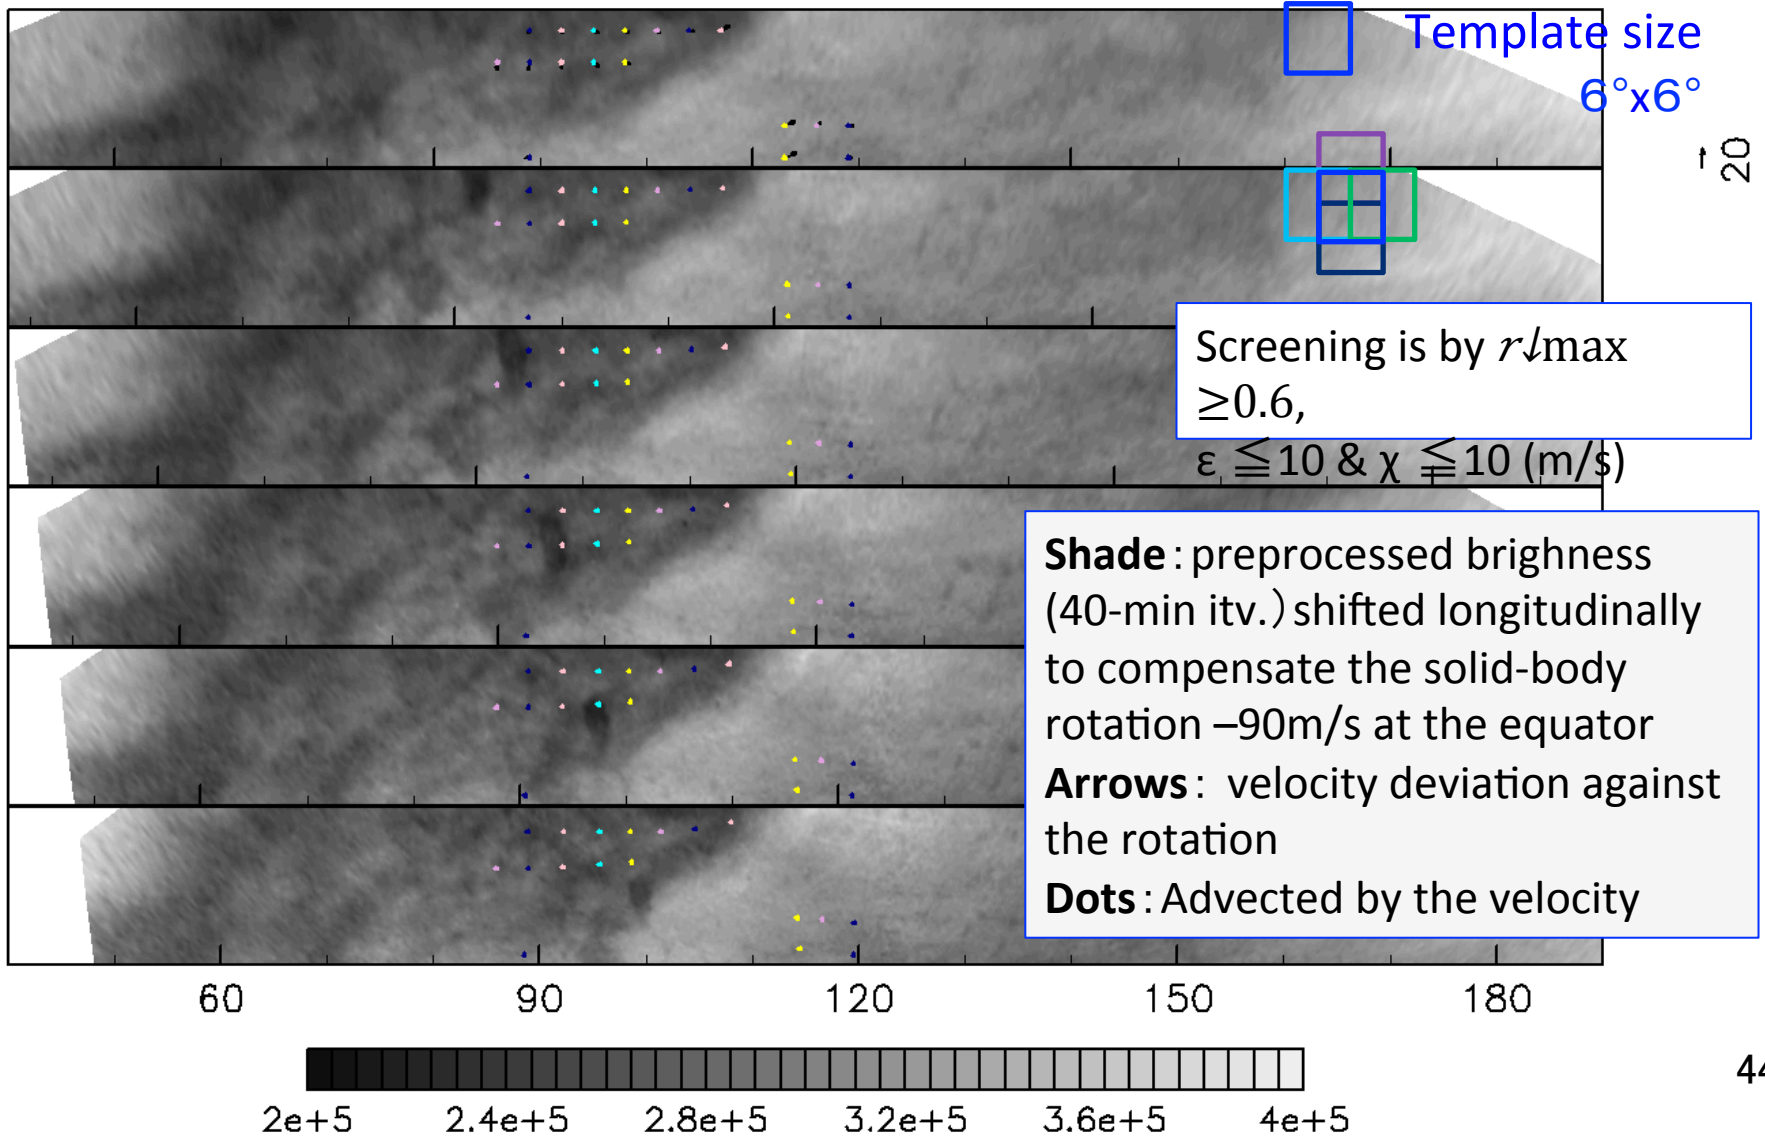 Template size
6°x6°
20
Screening is by r↓max
≥0.6,
ε ≦10 & χ ≦10 (m/s)
Shade：preprocessed brighness
(40-min itv.）shifted longitudinally
to compensate the solid-body
rotation –90m/s at the equator
Arrows： velocity deviation against
the rotation
Dots：Advected by the velocity
60 90 120 150 180
2e+5 2.4e+5 2.8e+5 3.2e+5 3.6e+5 4e+5
44